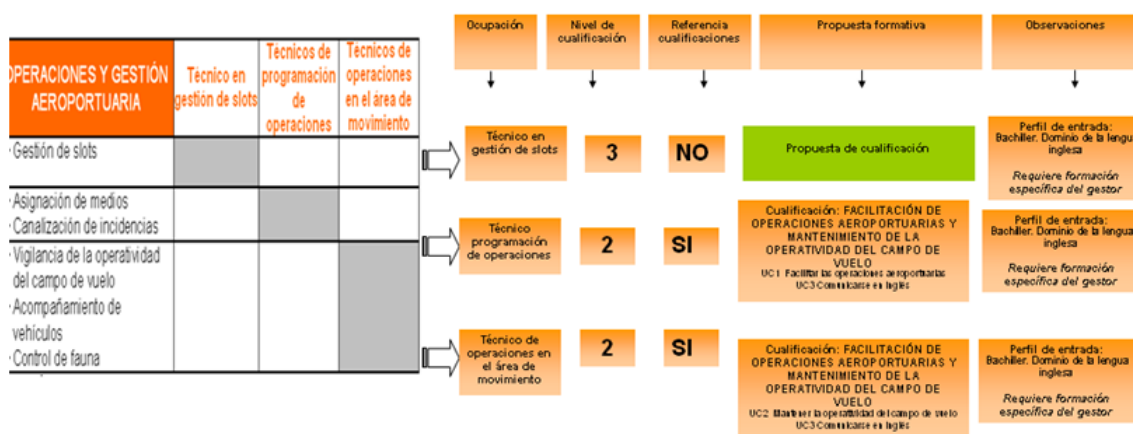 OPERACIONES Y GESTIÓN
AEROPORTUARIA
Técnico en
gestión de slots
Técnicos de
programación
de
operaciones
Técnicos de
operaciones
en el área de
movimiento
· Gestión de slots
· Asignación de medios
· Canalización de incidencias
· Vigilancia de la operatividad
del campo de vuelo
· Acompañamiento de
vehículos
· Control de fauna
Ocupación
Nivel de
cualificación
Referencia
cualificaciones
Propuesta formativa
Observaciones
Técnico en
gestión de slots
3
NO
Propuesta de cualificación
Perfil de entrada:
Bachiller. Dominio de la lengua
inglesa
Requiere formación
específica del gestor
Técnico
programación
de operaciones
2
SI
Cualificación: FACILITACIÓN DE
OPERACIONES AEROPORTUARIAS Y
MANTENIMIENTO DE LA
OPERATIVIDAD DEL CAMPO DE
VUELO
UC1 Facilitar las operaciones aeroportuarias
UC3 Comunicarse en Inglés
Perfil de entrada:
Bachiller. Dominio de la lengua
inglesa
Requiere formación
específica del gestor
Técnico de
operaciones en
el área de
movimiento
2
SI
Cualificación: FACILITACIÓN DE
OPERACIONES AEROPORTUARIAS Y
MANTENIMIENTO DE LA
OPERATIVIDAD DEL CAMPO DE
VUELO
UC2 Mantener la operatividad del campo de vuelo
UC3 Comunicarse en Inglés
Perfil de entrada:
Bachiller. Dominio de la lengua
inglesa
Requiere formación
específica del gestor